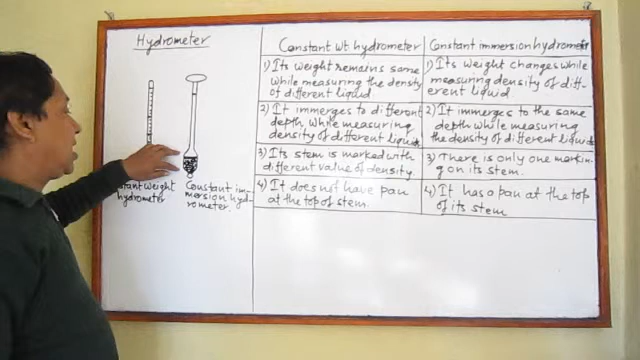 Hydrometer
stant weight
hydrometer
Constant im-
mersion hyd-
rometer.
Constant wt hydrometer
1) Its weight remains same
while measuring the density
of different liquid.
2) It immerges to different
depth while measuring
density of different liquid
3) Its stem is marked with
different value of density.
4) It does not have pan
at the top of stem.
Constant immersion hydrometer
1) Its weight changes while
measuring density of diff-
erent liquid
2) It immerges to the same
depth while measuring
the density of different liquid
3) There is only one markin-
g on its stem.
4) It has a pan at the top
of its stem